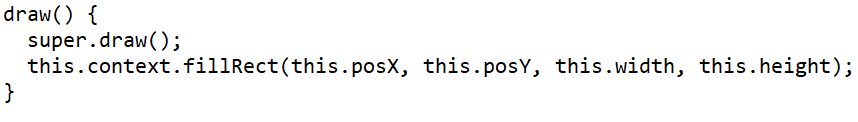 draw() {
  super.draw();
  this.context.fillRect(this.posX, this.posY, this.width, this.height);
}